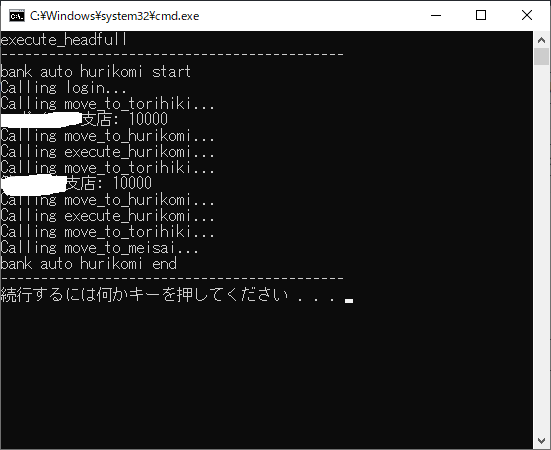 C:¥Windows¥system32¥cmd.exe
execute_headfull
-------------------------------------------
bank auto hurikomi start
Calling login...
Calling move_to_torihiki...
支店: 10000
Calling move_to_hurikomi...
Calling execute_hurikomi...
Calling move_to_torihiki...
支店: 10000
Calling move_to_hurikomi...
Calling execute_hurikomi...
Calling move_to_torihiki...
Calling move_to_meisai...
bank auto hurikomi end
-------------------------------------------
続行するには何かキーを押してください . . .